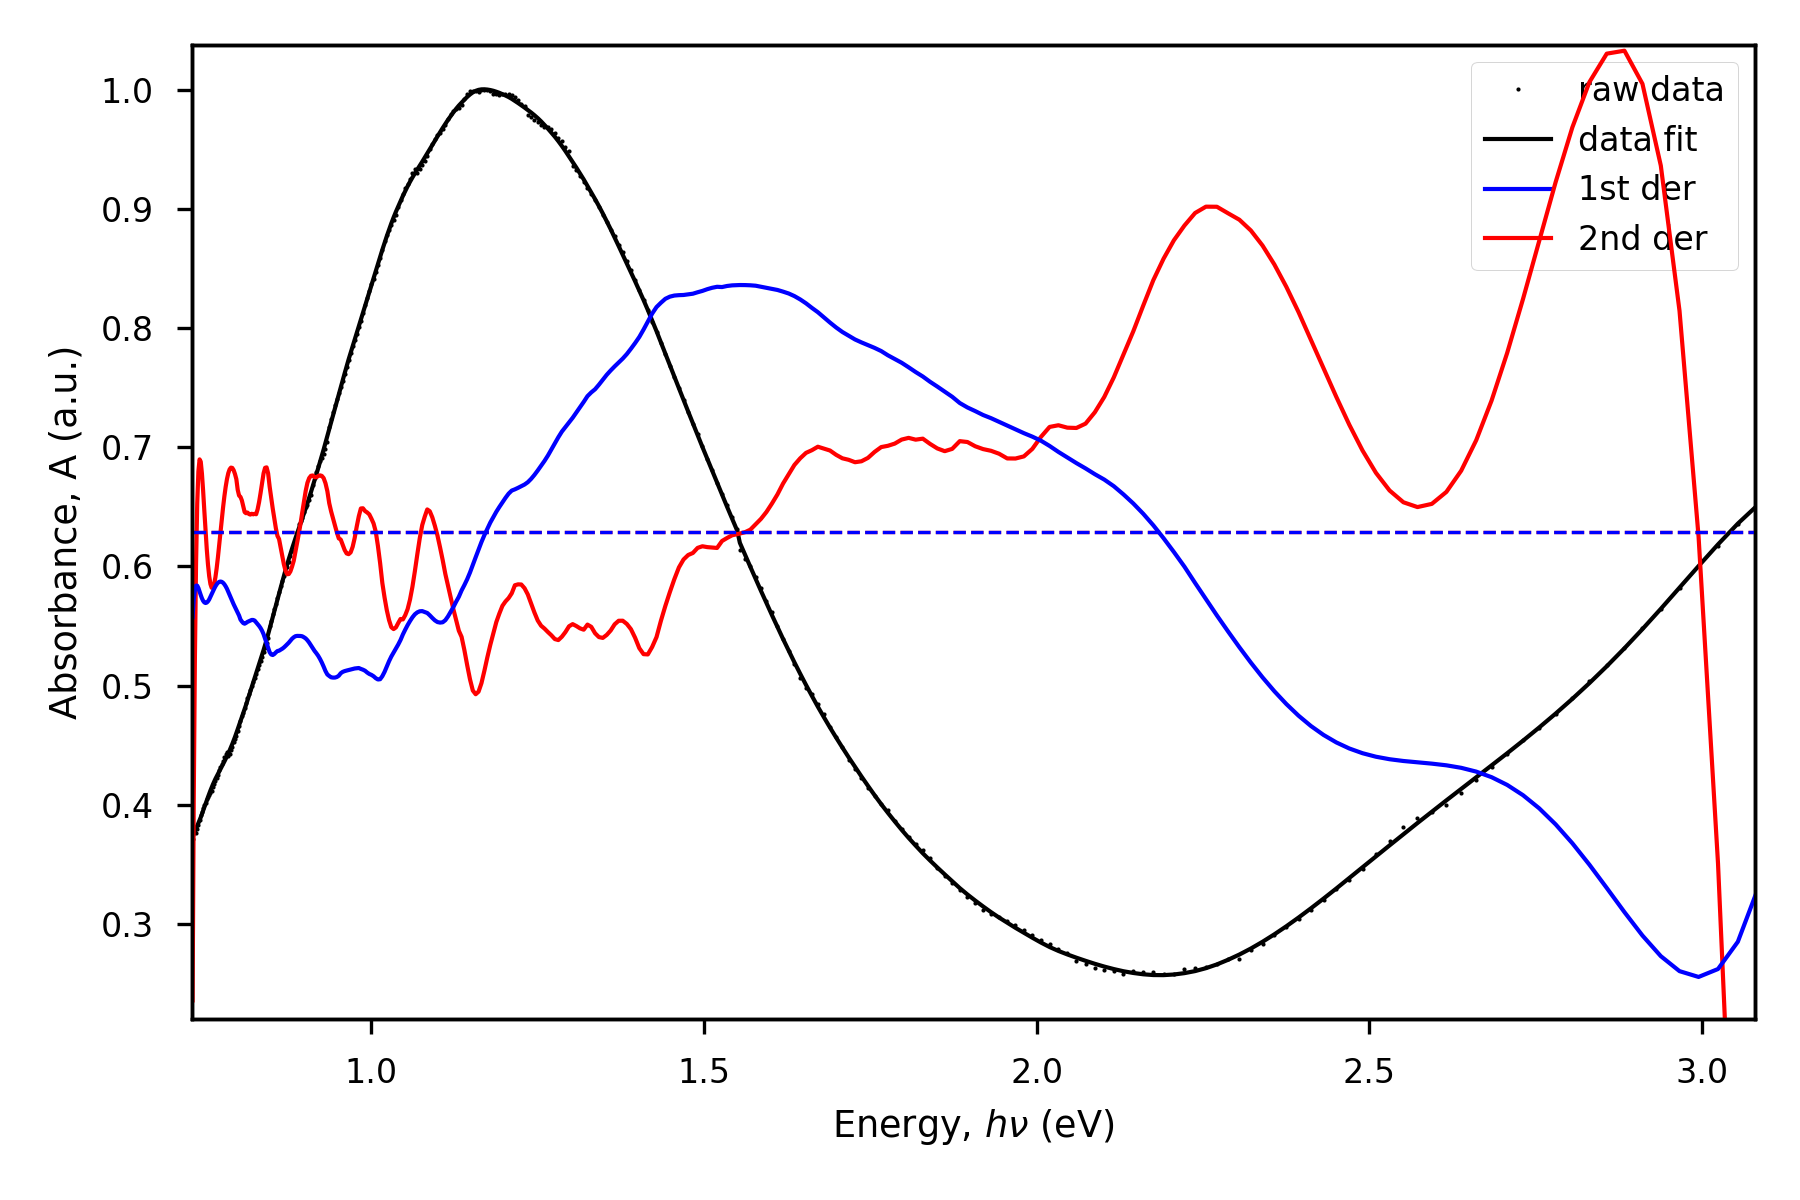 1.0
0.9
0.8
0.7
0.6
0.5
0.4
0.3
Absorbance, A (a.u.)
raw data
data fit
1st der
2nd der
1.0 1.5 2.0 2.5 3.0
Energy, hν (eV)